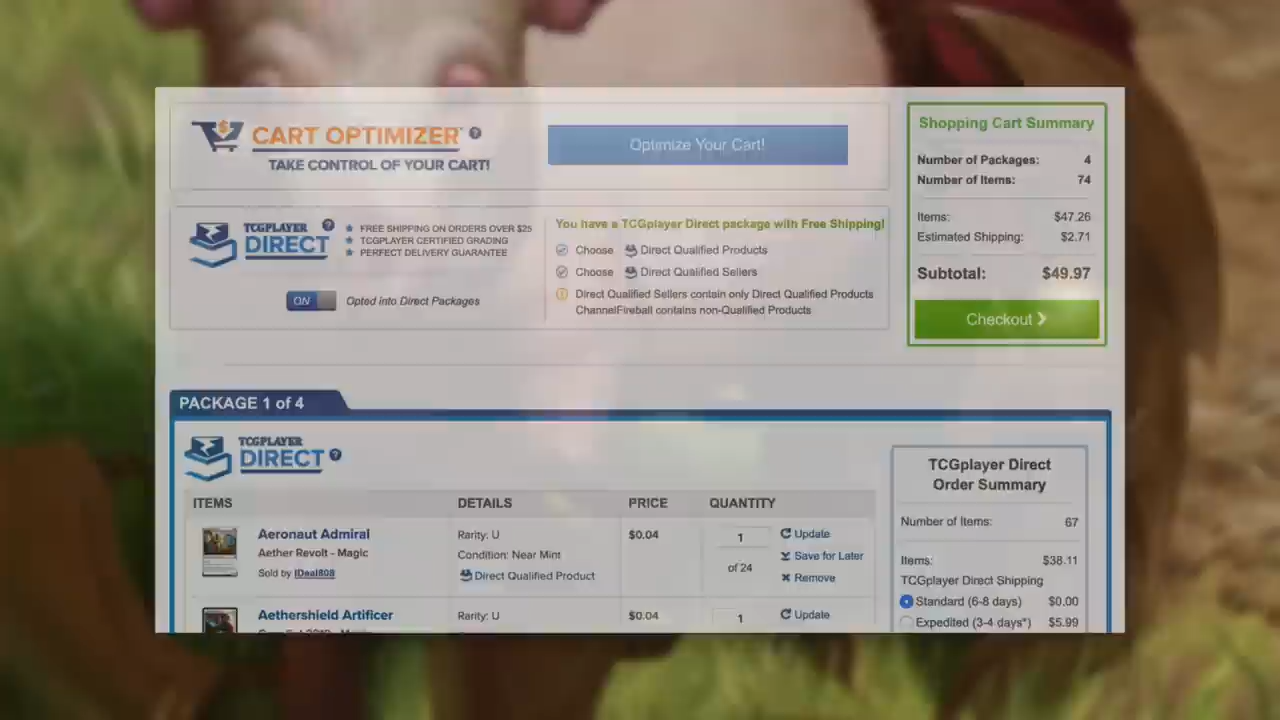 CART OPTIMIZER
TAKE CONTROL OF YOUR CART!
Optimize Your Cart!
Shopping Cart Summary
Number of Packages: 4
Number of Items: 74
Items: $47.26
Estimated Shipping: $2.71
Subtotal: $49.97
Checkout
TCGPLAYER
DIRECT
FREE SHIPPING ON ORDERS OVER $25
TCGPLAYER CERTIFIED GRADING
PERFECT DELIVERY GUARANTEE
ON Opted into Direct Packages
You have a TCGplayer Direct package with Free Shipping!
Choose Direct Qualified Products
Choose Direct Qualified Sellers
Direct Qualified Sellers contain only Direct Qualified Products
ChannelFireball contains non-Qualified Products
PACKAGE 1 of 4
TCGPLAYER
DIRECT
ITEMS DETAILS PRICE QUANTITY
Aeronaut Admiral
Aether Revolt - Magic
Sold by IDeal808
Rarity: U
Condition: Near Mint
Direct Qualified Product
$0.04
1
of 24
Update
Save for Later
Remove
Aethershield Artificer
Rarity: U
$0.04
1
Update
TCGplayer Direct
Order Summary
Number of Items: 67
Items: $38.11
TCGplayer Direct Shipping
Standard (6-8 days) $0.00
Expedited (3-4 days*) $5.99